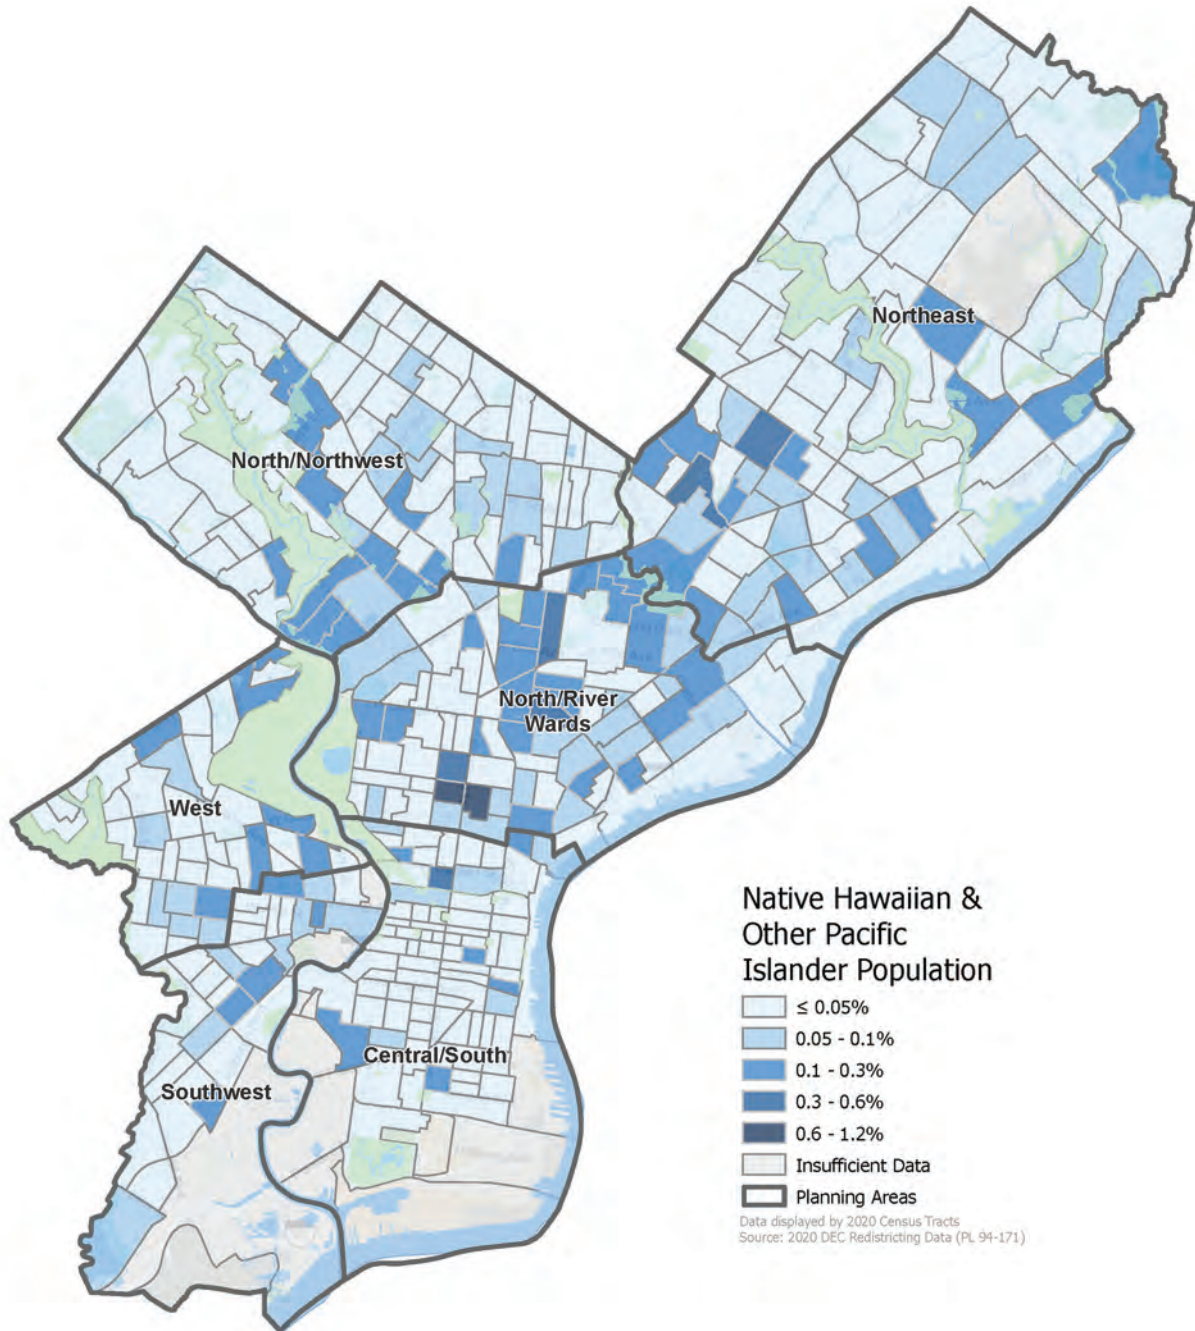 Northeast
North/Northwest
North/River
Wards
West
Central/South
Southwest
Native Hawaiian &
Other Pacific
Islander Population
≤ 0.05%
0.05 - 0.1%
0.1 - 0.3%
0.3 - 0.6%
0.6 - 1.2%
Insufficient Data
Planning Areas
Data displayed by 2020 Census Tracts
Source: 2020 DEC Redistricting Data (PL 94-171)